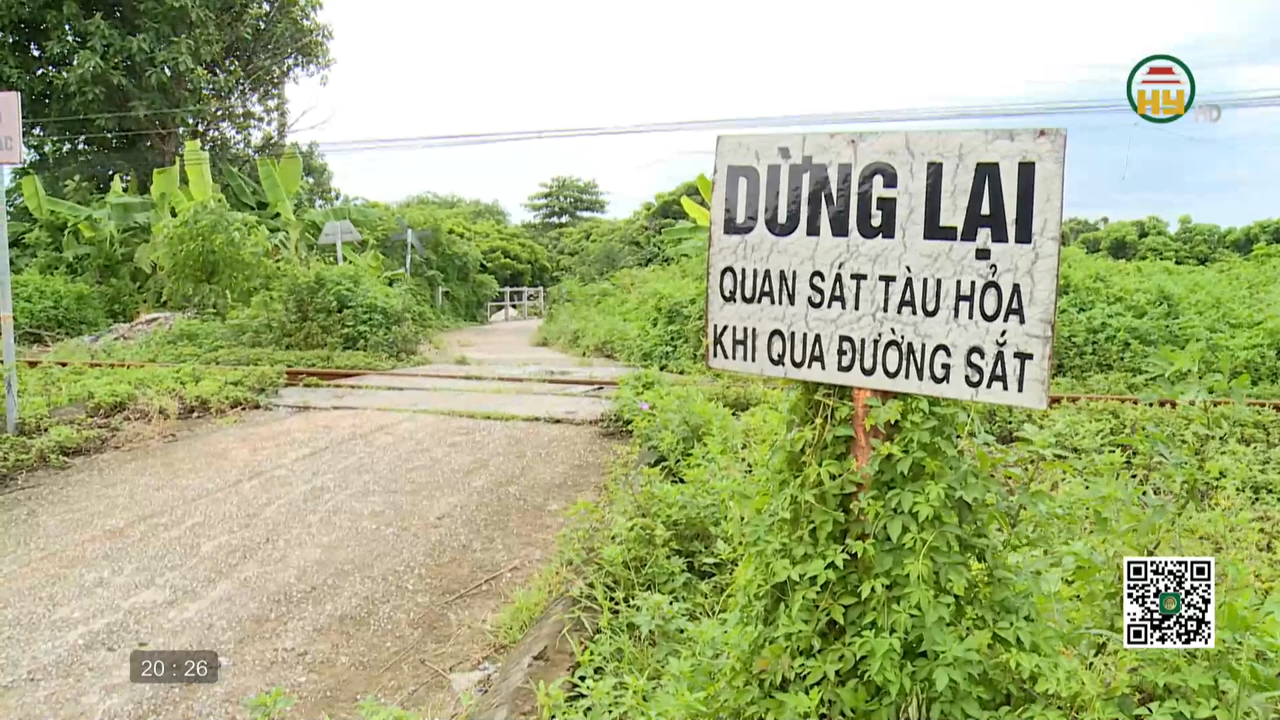 HY
HD
DỪNG LẠI
QUAN SÁT TÀU HỎA
KHI QUA ĐƯỜNG SẮT
20 : 26